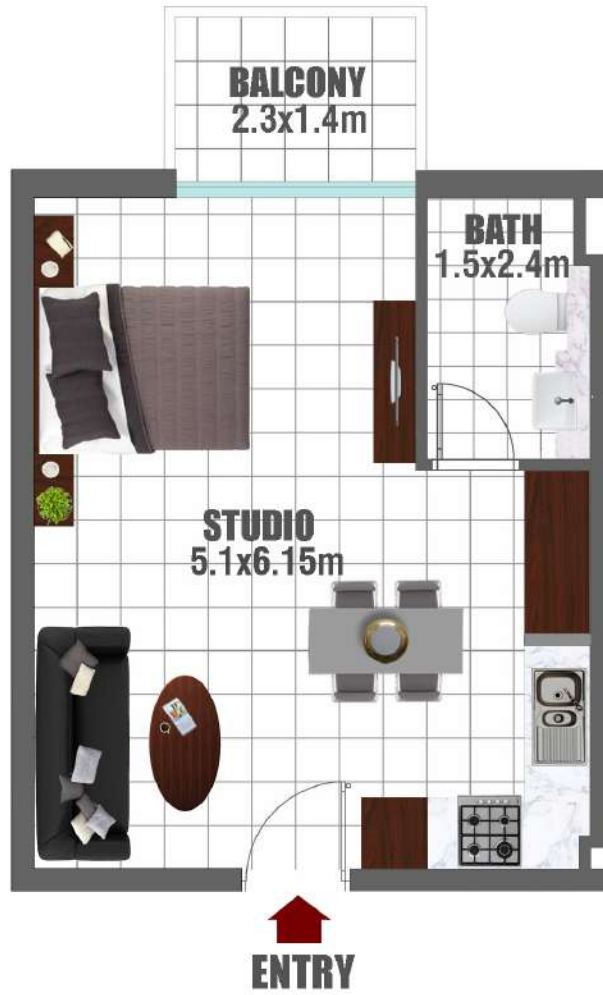 BALCONY
2.3x1.4m
BATH
1.5x2.4m
STUDIO
5.1x6.15m
ENTRY